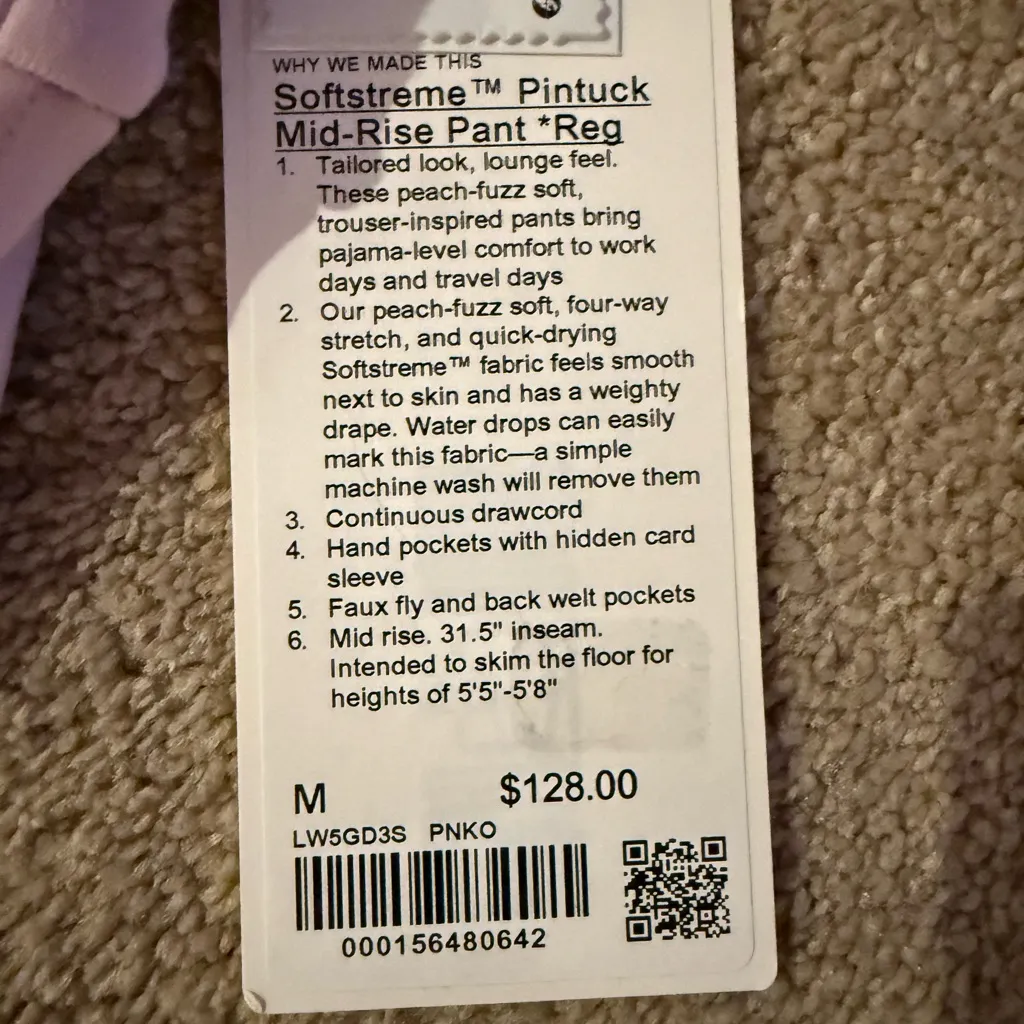 WHY WE MADE THIS
Softstreme™ Pintuck
Mid-Rise Pant *Reg
1. Tailored look, lounge feel.
These peach-fuzz soft,
trouser-inspired pants bring
pajama-level comfort to work
days and travel days
2. Our peach-fuzz soft, four-way
stretch, and quick-drying
Softstreme™ fabric feels smooth
next to skin and has a weighty
drape. Water drops can easily
mark this fabric—a simple
machine wash will remove them
3. Continuous drawcord
4. Hand pockets with hidden card
sleeve
5. Faux fly and back welt pockets
6. Mid rise. 31.5" inseam.
Intended to skim the floor for
heights of 5'5"-5'8"
M $128.00
LW5GD3S PNKO
000156480642